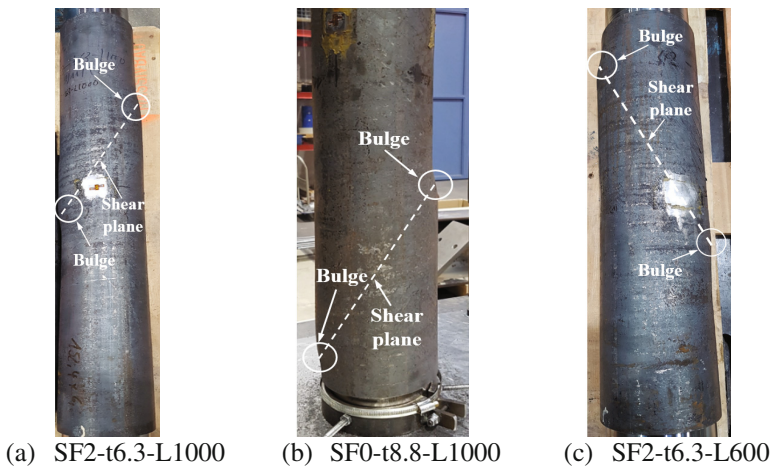 Bulge
Shear
plane
Bulge
Bulge
Bulge
Shear
plane
Bulge
Shear
plane
Bulge
(a) SF2-t6.3-L1000
(b) SF0-t8.8-L1000
(c) SF2-t6.3-L600